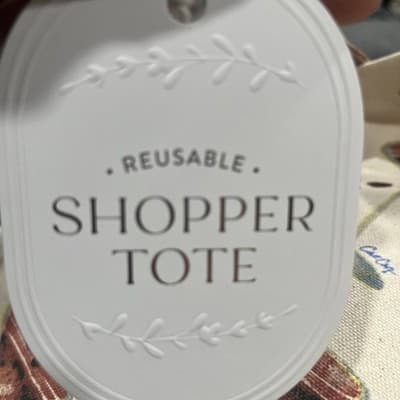 • REUSABLE •
SHOPPER
TOTE